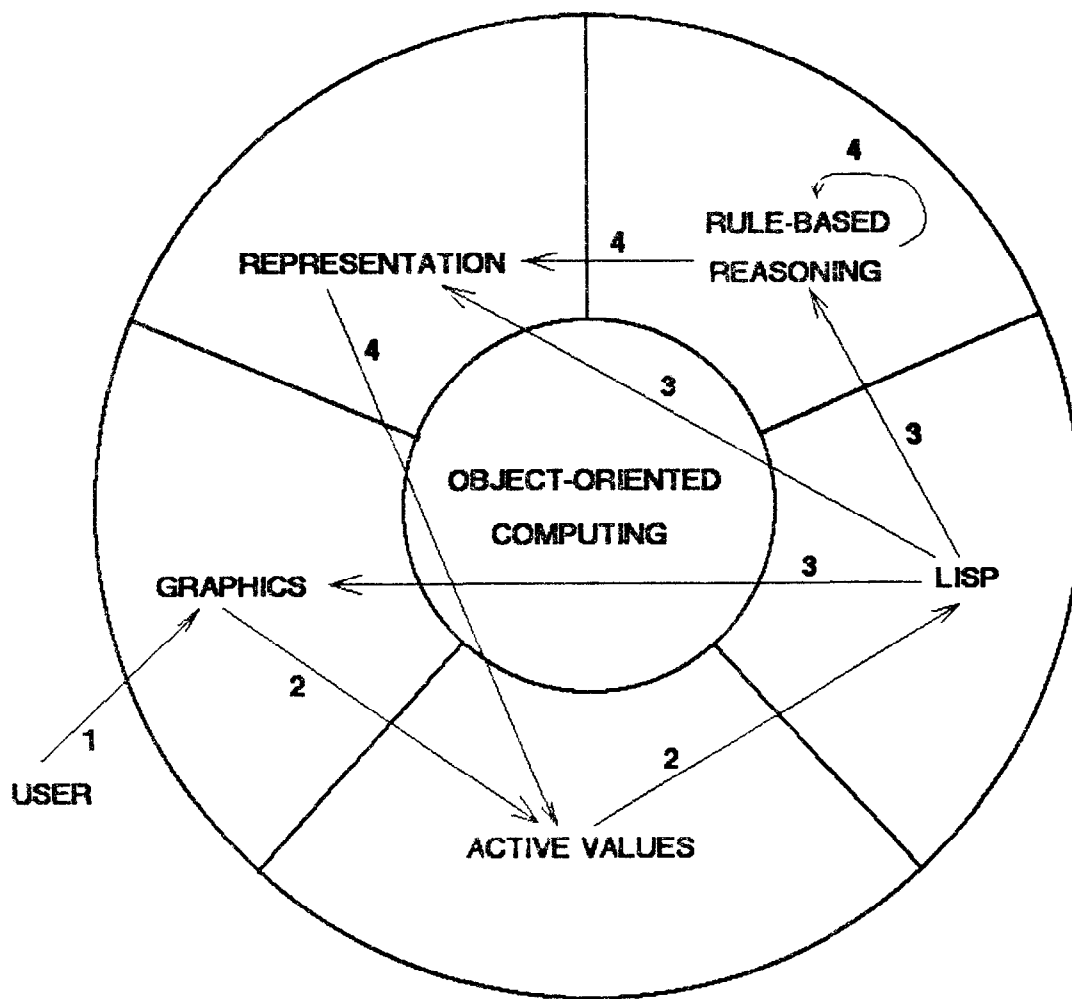 4
RULE-BASED
REPRESENTATION
4
REASONING
4
3
3
OBJECT-ORIENTED
COMPUTING
GRAPHICS
3
LISP
2
1
2
USER
ACTIVE VALUES